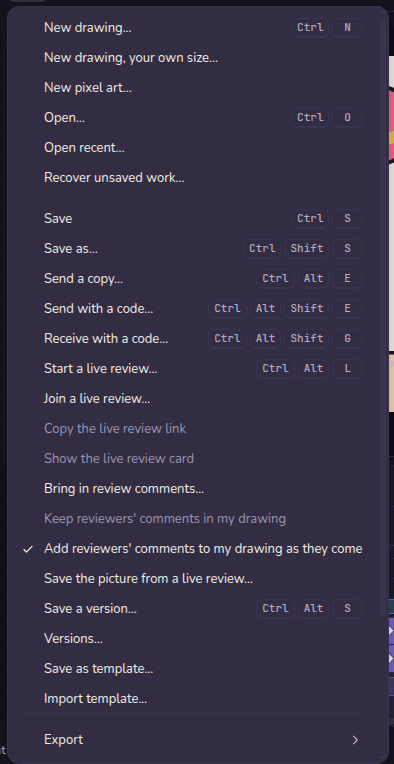 New drawing... Ctrl N
New drawing, your own size...
New pixel art...
Open... Ctrl O
Open recent...
Recover unsaved work...
Save Ctrl S
Save as... Ctrl Shift S
Send a copy... Ctrl Alt E
Send with a code... Ctrl Alt Shift E
Receive with a code... Ctrl Alt Shift G
Start a live review... Ctrl Alt L
Join a live review...
Copy the live review link
Show the live review card
Bring in review comments...
Keep reviewers' comments in my drawing
✓ Add reviewers' comments to my drawing as they come
Save the picture from a live review...
Save a version... Ctrl Alt S
Versions...
Save as template...
Import template...
Export